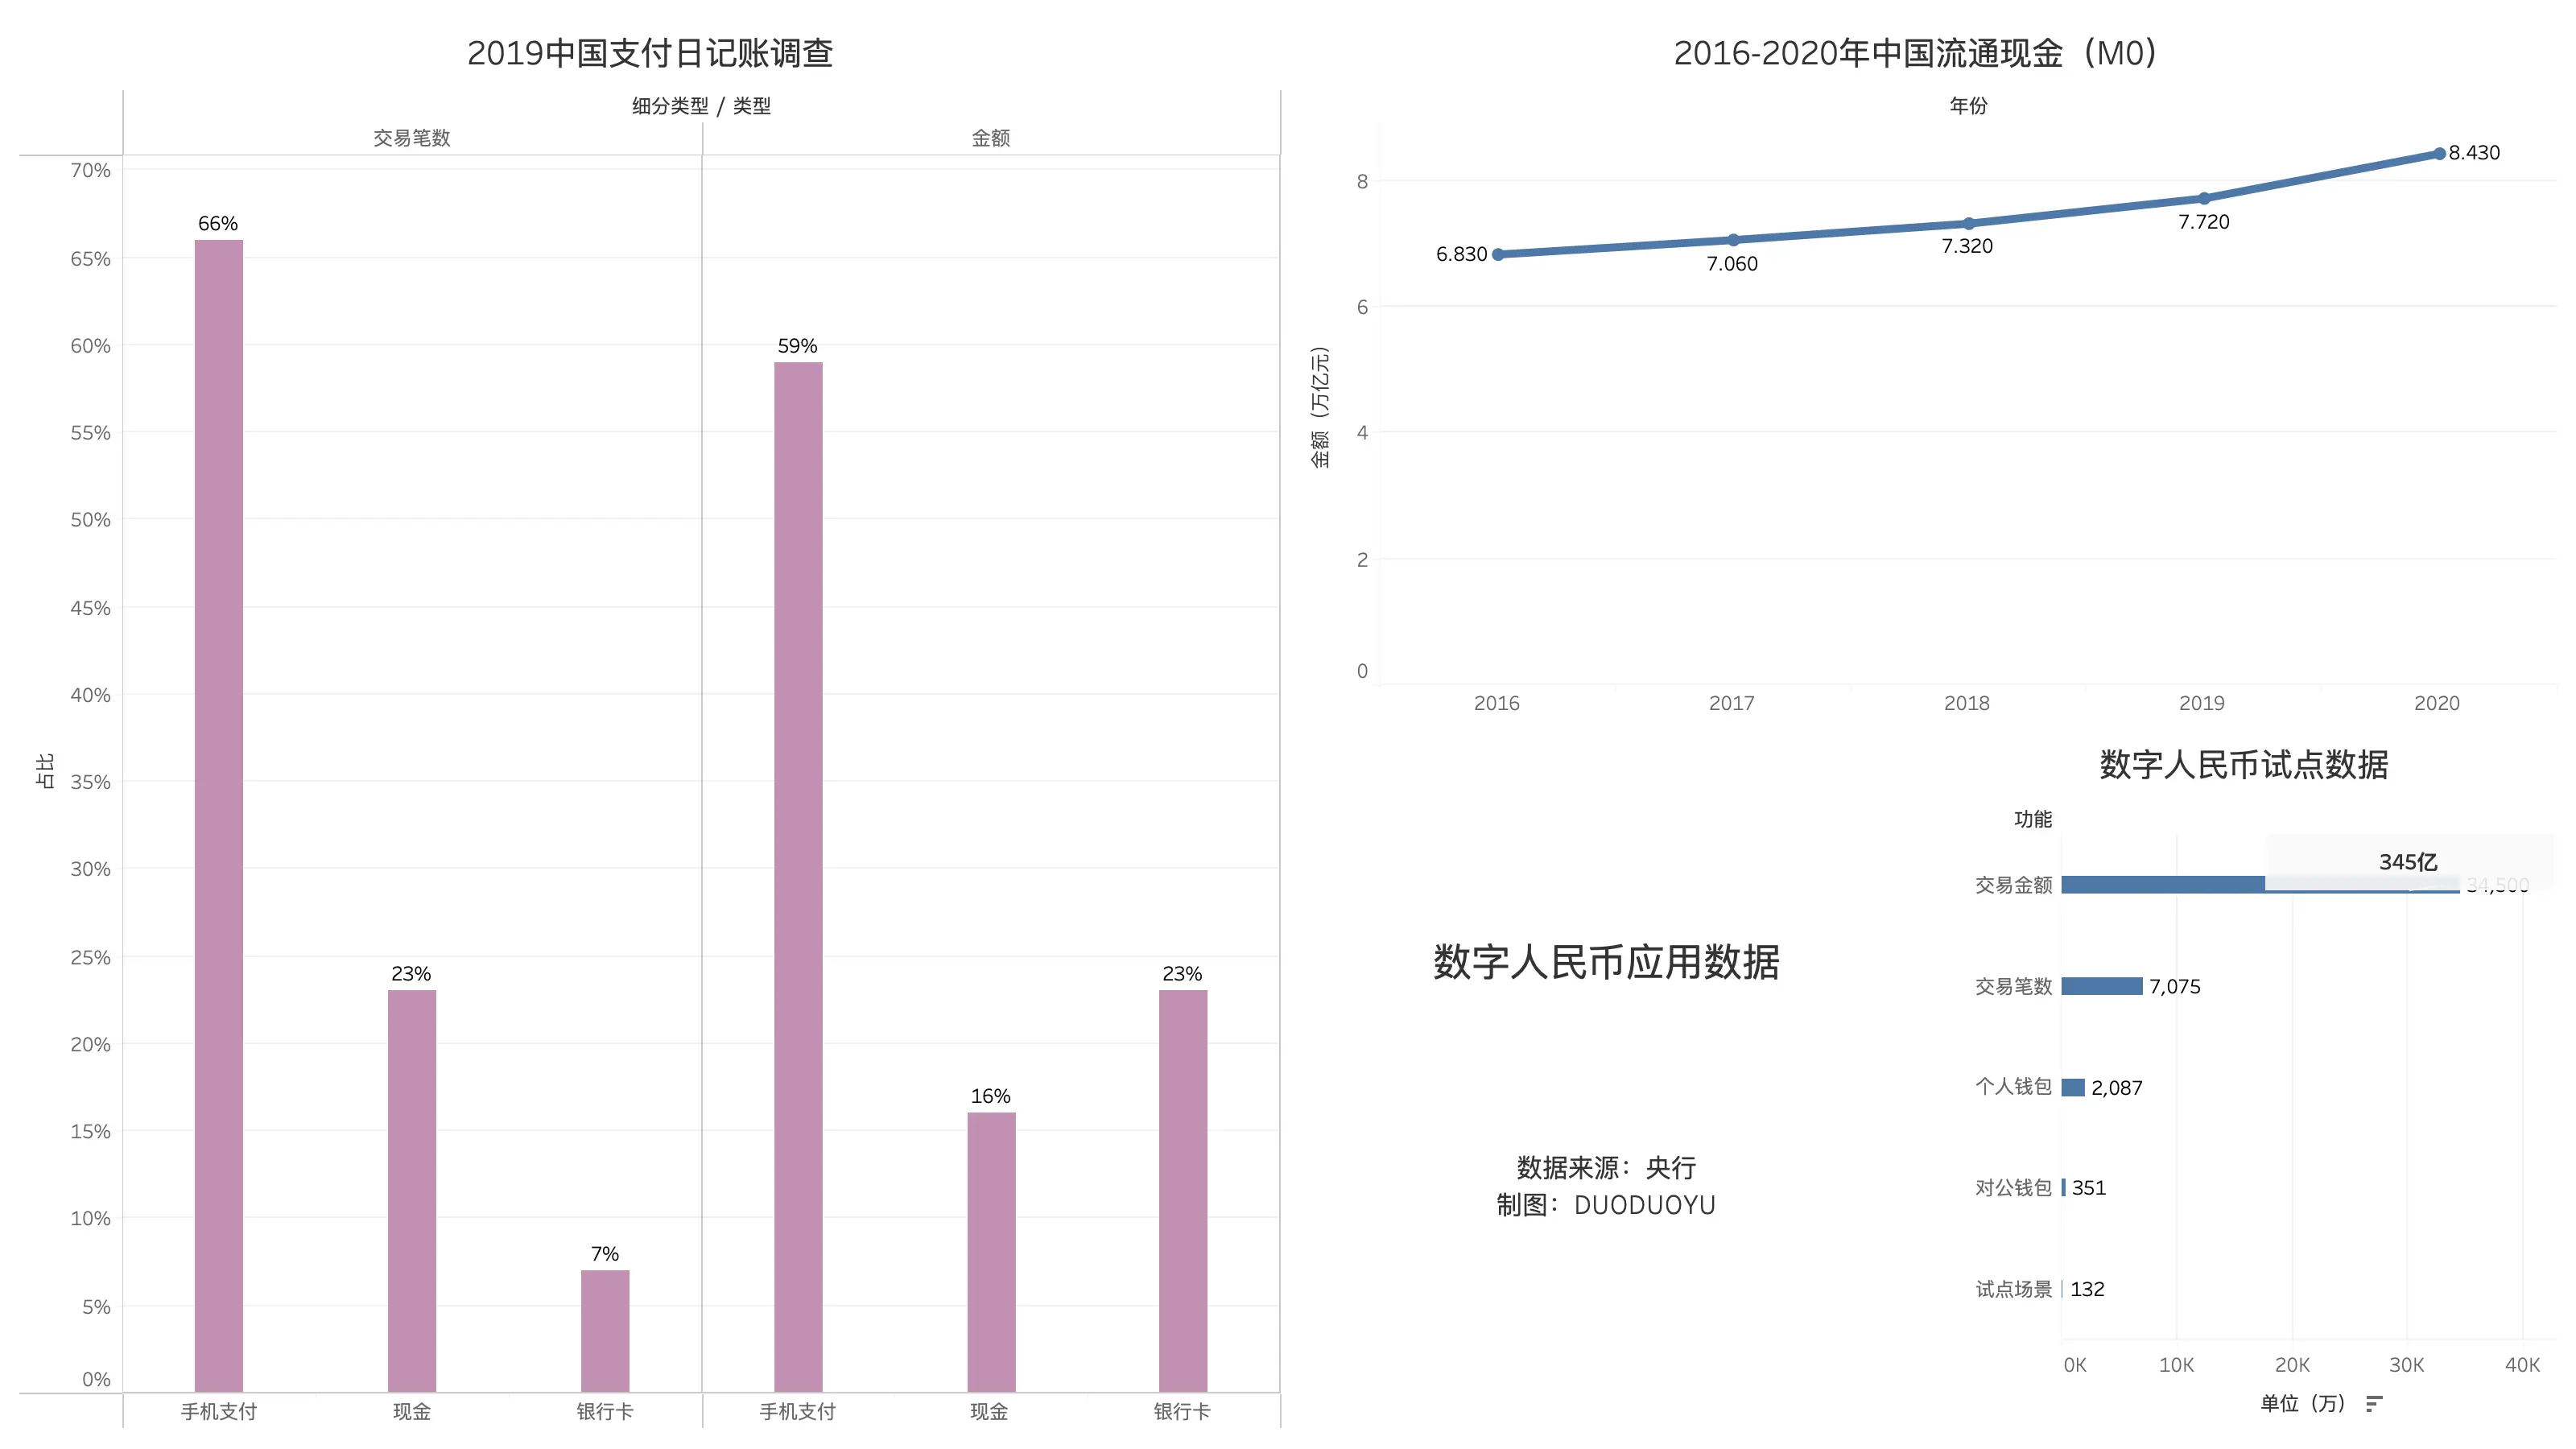 2019中国支付日记账调查
细分类型 / 类型
交易笔数 金额
70%
65%
60%
55%
50%
45%
40%
35%
30%
25%
20%
15%
10%
5%
0%
占比
66%
23%
7%
59%
16%
23%
手机支付 现金 银行卡 手机支付 现金 银行卡
2016-2020年中国流通现金（M0）
年份
金额（万亿元）
8
6
4
2
0
6.830
7.060
7.320
7.720
8.430
2016 2017 2018 2019 2020
数字人民币应用数据
数据来源：央行
制图：DUODUOYU
数字人民币试点数据
功能
345亿
交易金额 34,500
交易笔数 7,075
个人钱包 2,087
对公钱包 351
试点场景 132
0K 10K 20K 30K 40K
单位（万）